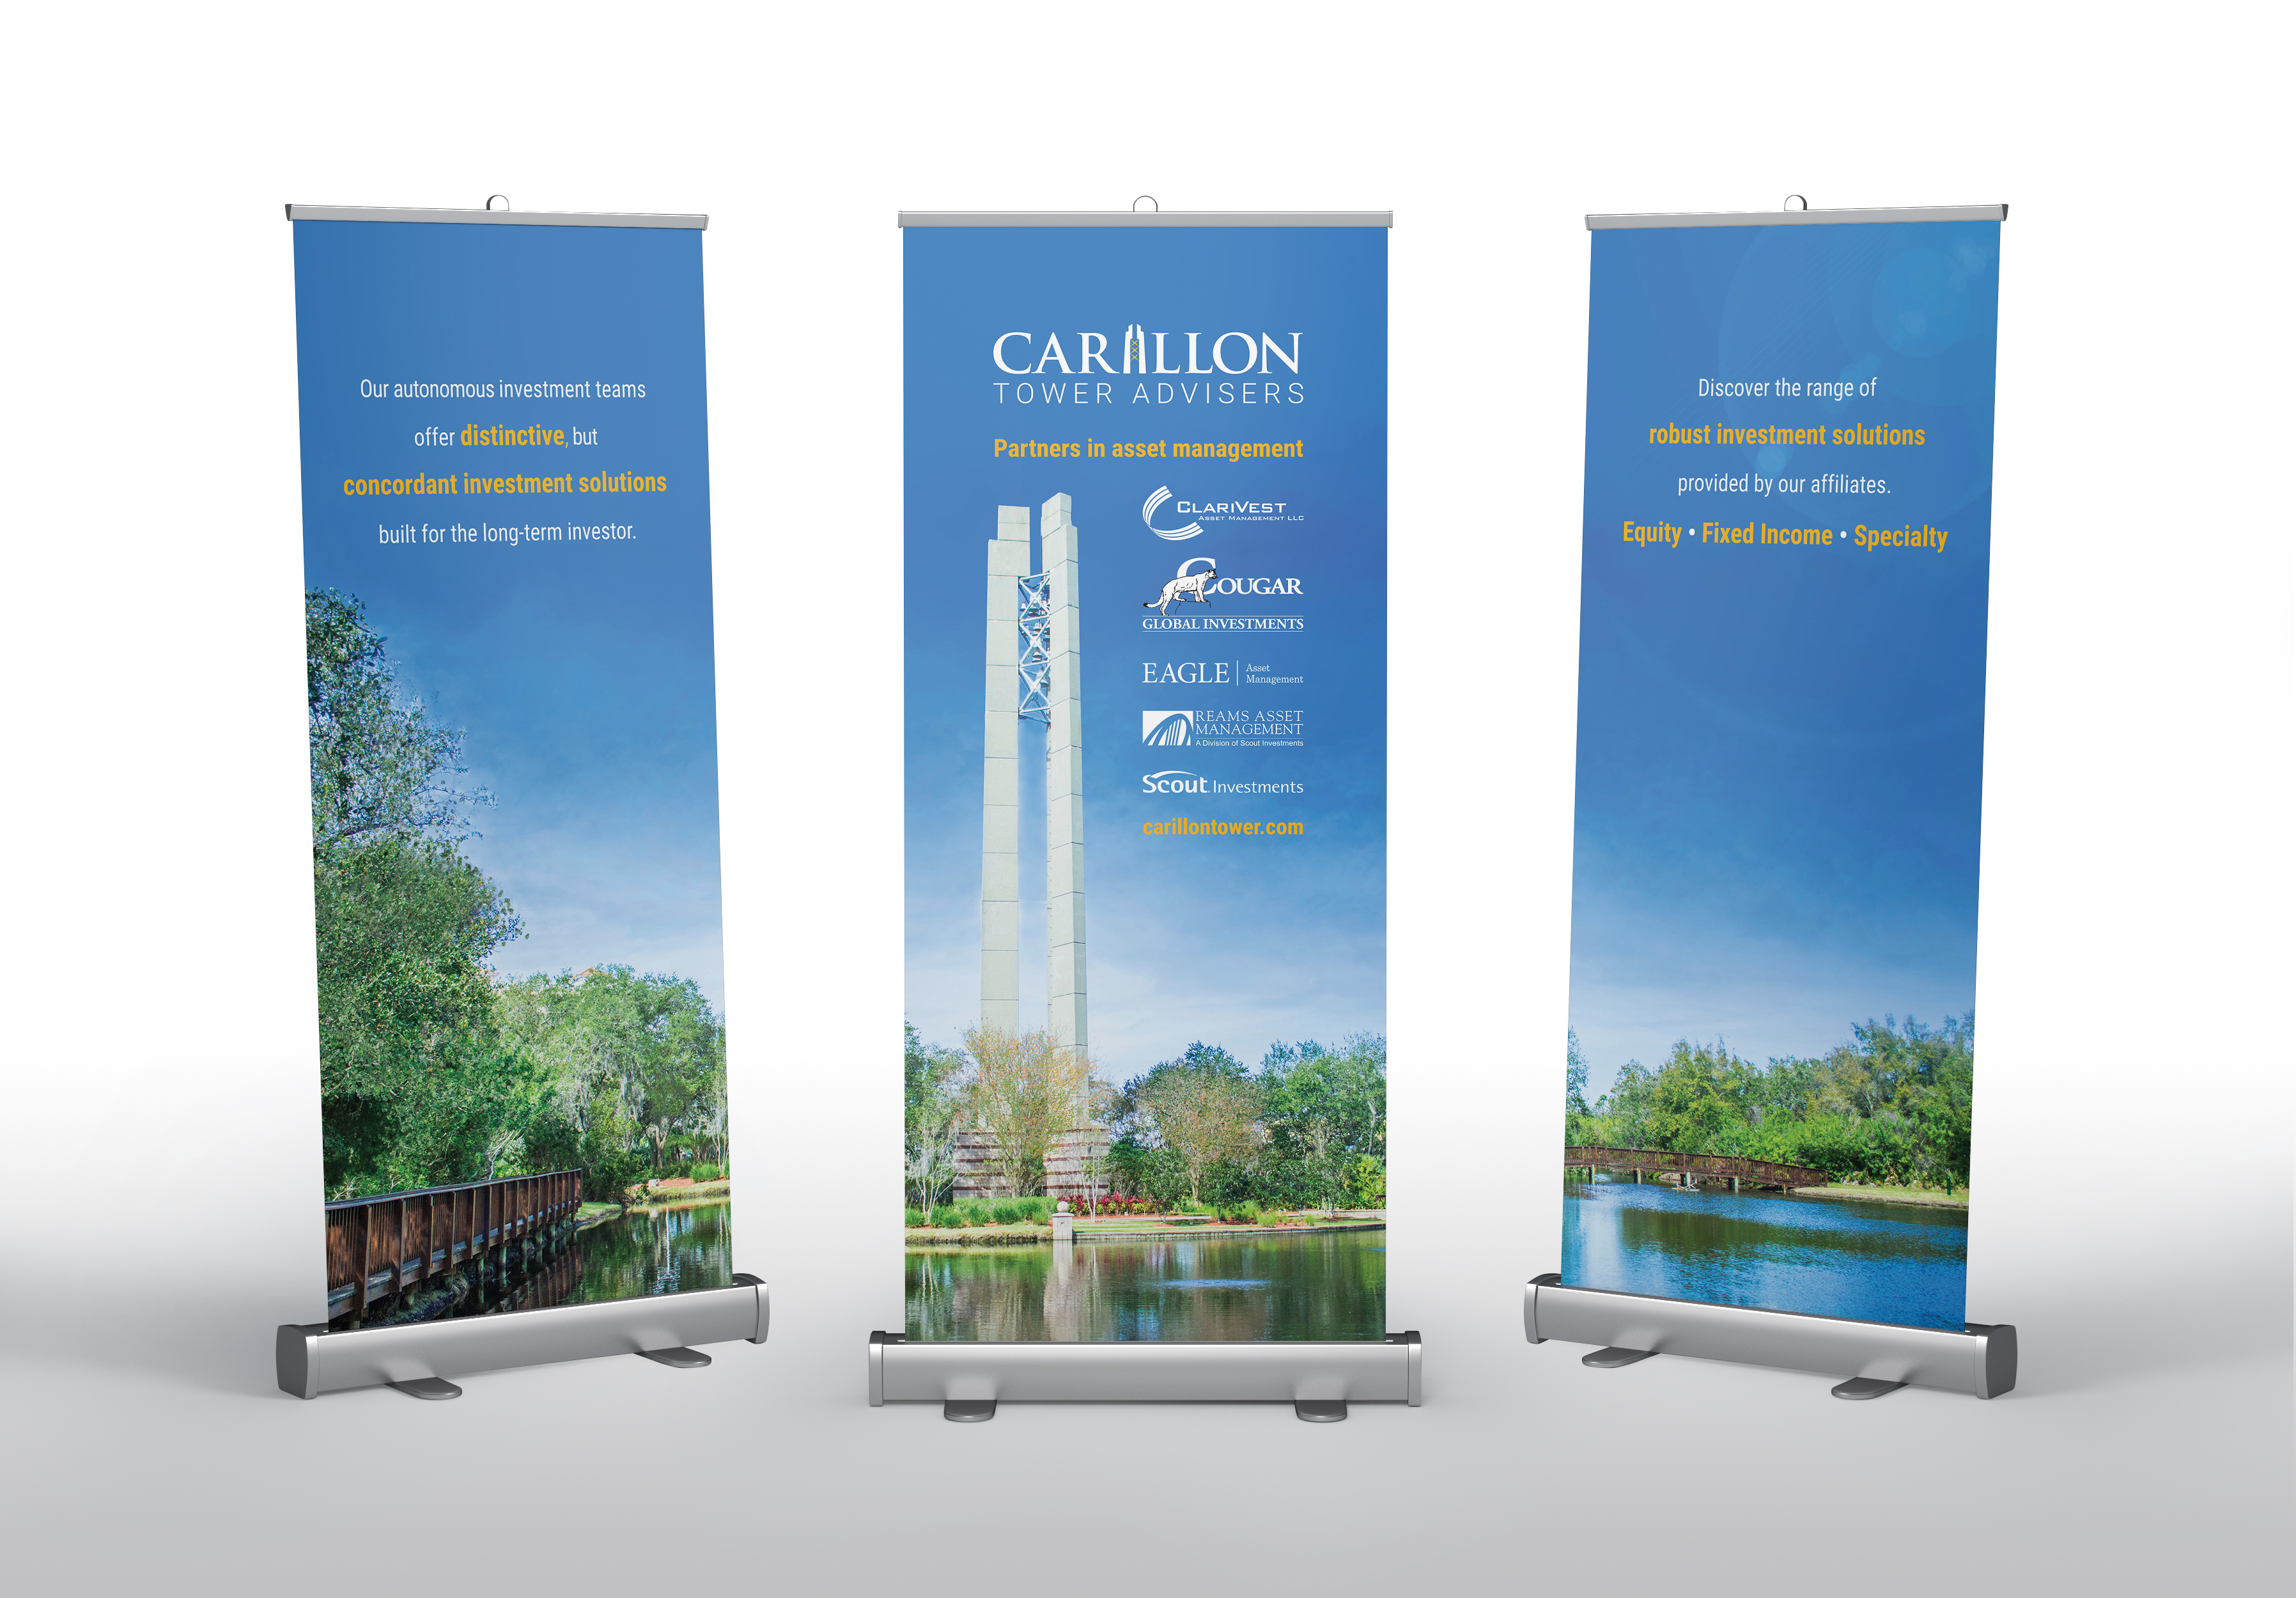 Our autonomous investment teams
offer distinctive, but
concordant investment solutions
built for the long-term investor.
CARILLON
TOWER ADVISERS
Partners in asset management
CLARIVEST
ASSET MANAGEMENT LLC
COUGAR
GLOBAL INVESTMENTS
EAGLE
Asset
Management
REAMS ASSET
MANAGEMENT
A Division of Scout Investments
Scout Investments
carillontower.com
Discover the range of
robust investment solutions
provided by our affiliates.
Equity • Fixed Income • Specialty